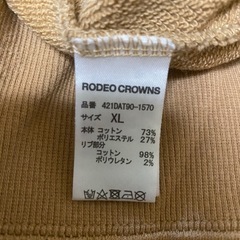 RODEO CROWNS
品番 421DAT90-1570
サイズ XL
本体 コットン 73%
ポリエステル 27%
リブ部分
コットン 98%
ポリウレタン 2%